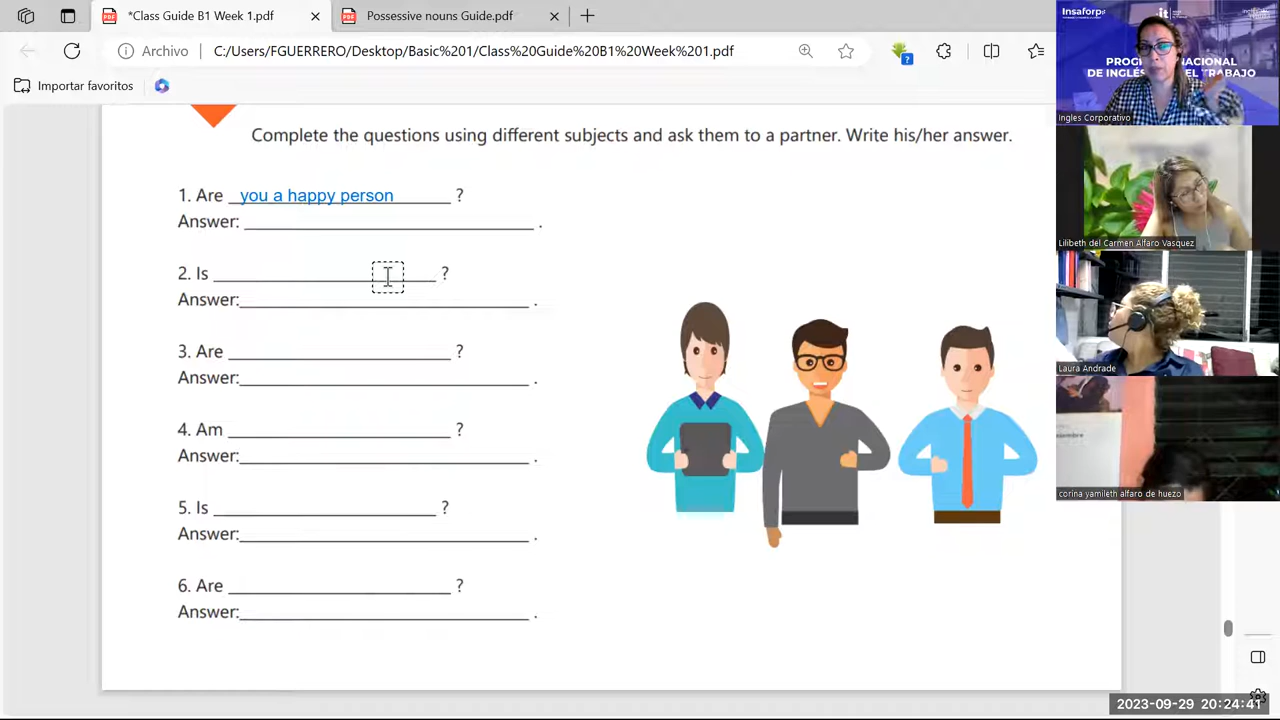 *Class Guide B1 Week 1.pdf
Possessive nouns Guide.pdf
Archivo
C:/Users/FGUERRERO/Desktop/Basic%201/Class%20Guide%20B1%20Week%201.pdf
Importar favoritos
Complete the questions using different subjects and ask them to a partner. Write his/her answer.
1. Are you a happy person ?
Answer: .
2. Is ?
Answer: .
3. Are ?
Answer: .
4. Am ?
Answer: .
5. Is ?
Answer: .
6. Are ?
Answer: .
Insaforp
Ingles Corporativo
Lilibeth del Carmen Alfaro Vasquez
Laura Andrade
corina yamileth alfaro de huezo
2023-09-29 20:24:41